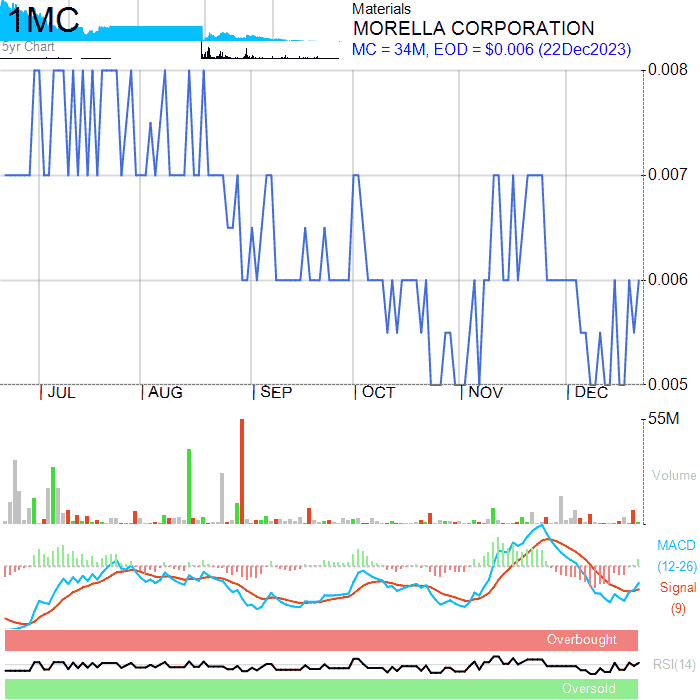 1MC
5yr Chart
Materials
MORELLA CORPORATION
MC = 34M, EOD = $0.006 (22Dec2023)
0.008
0.007
0.006
0.005
JUL AUG SEP OCT NOV DEC
55M
Volume
MACD
(12-26)
Signal
(9)
Overbought
RSI(14)
Oversold